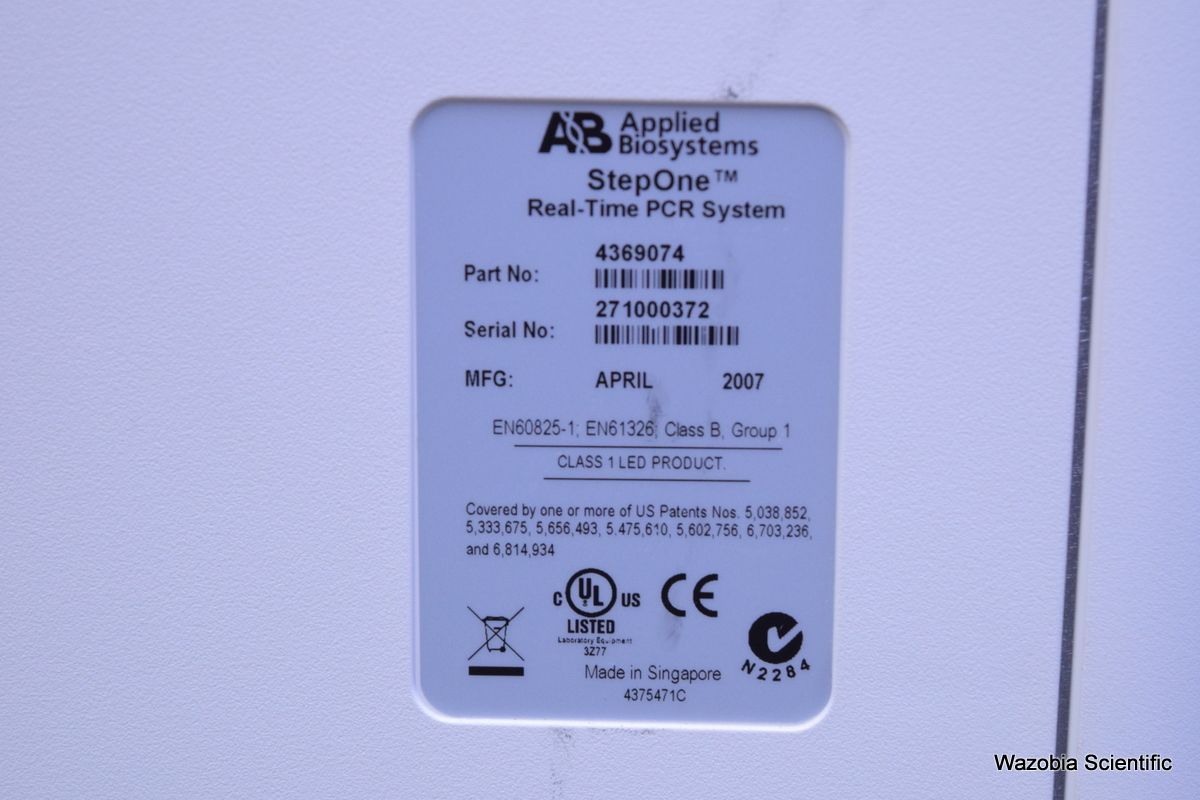 AB Applied Biosystems
StepOne™
Real-Time PCR System
4369074
Part No:
271000372
Serial No:
MFG: APRIL 2007
EN60825-1; EN61326; Class B, Group 1
CLASS 1 LED PRODUCT.
Covered by one or more of US Patents Nos. 5,038,852,
5,333,675, 5,656,493, 5,475,610, 5,602,756, 6,703,236,
and 6,814,934
C UL US
LISTED
Laboratory Equipment
3Z77
CE
N2284
Made in Singapore
4375471C
Wazobia Scientific